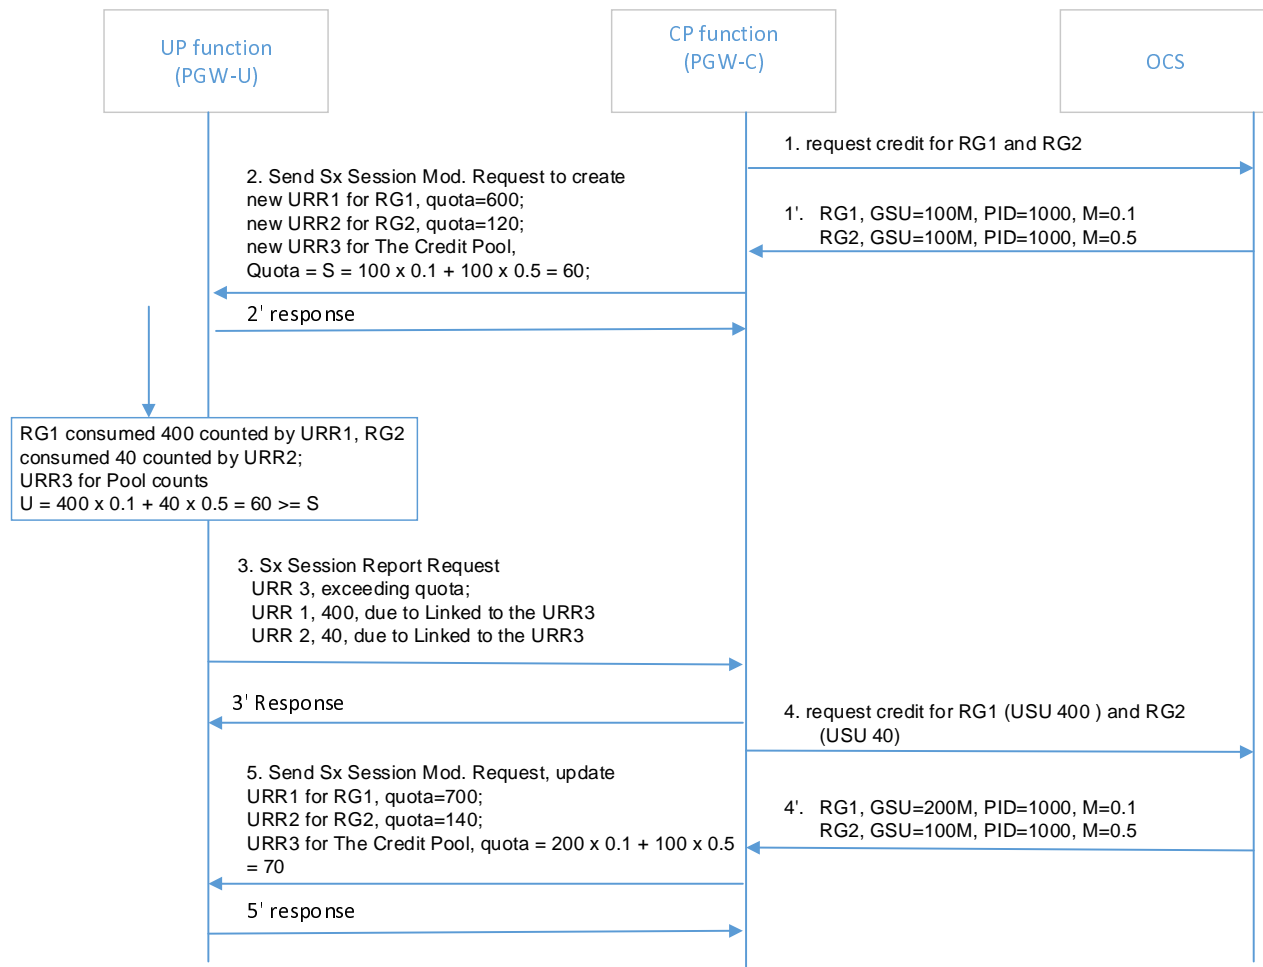 UP function
(PGW-U)
CP function
(PGW-C)
OCS
1. request credit for RG1 and RG2
2. Send Sx Session Mod. Request to create
new URR1 for RG1, quota=600;
new URR2 for RG2, quota=120;
new URR3 for The Credit Pool,
Quota = S = 100 x 0.1 + 100 x 0.5 = 60;
1'. RG1, GSU=100M, PID=1000, M=0.1
RG2, GSU=100M, PID=1000, M=0.5
2' response
RG1 consumed 400 counted by URR1, RG2
consumed 40 counted by URR2;
URR3 for Pool counts
U = 400 x 0.1 + 40 x 0.5 = 60 >= S
3. Sx Session Report Request
URR 3, exceeding quota;
URR 1, 400, due to Linked to the URR3
URR 2, 40, due to Linked to the URR3
3' Response
4. request credit for RG1 (USU 400 ) and RG2
(USU 40)
5. Send Sx Session Mod. Request, update
URR1 for RG1, quota=700;
URR2 for RG2, quota=140;
URR3 for The Credit Pool, quota = 200 x 0.1 + 100 x 0.5
= 70
4'. RG1, GSU=200M, PID=1000, M=0.1
RG2, GSU=100M, PID=1000, M=0.5
5' response